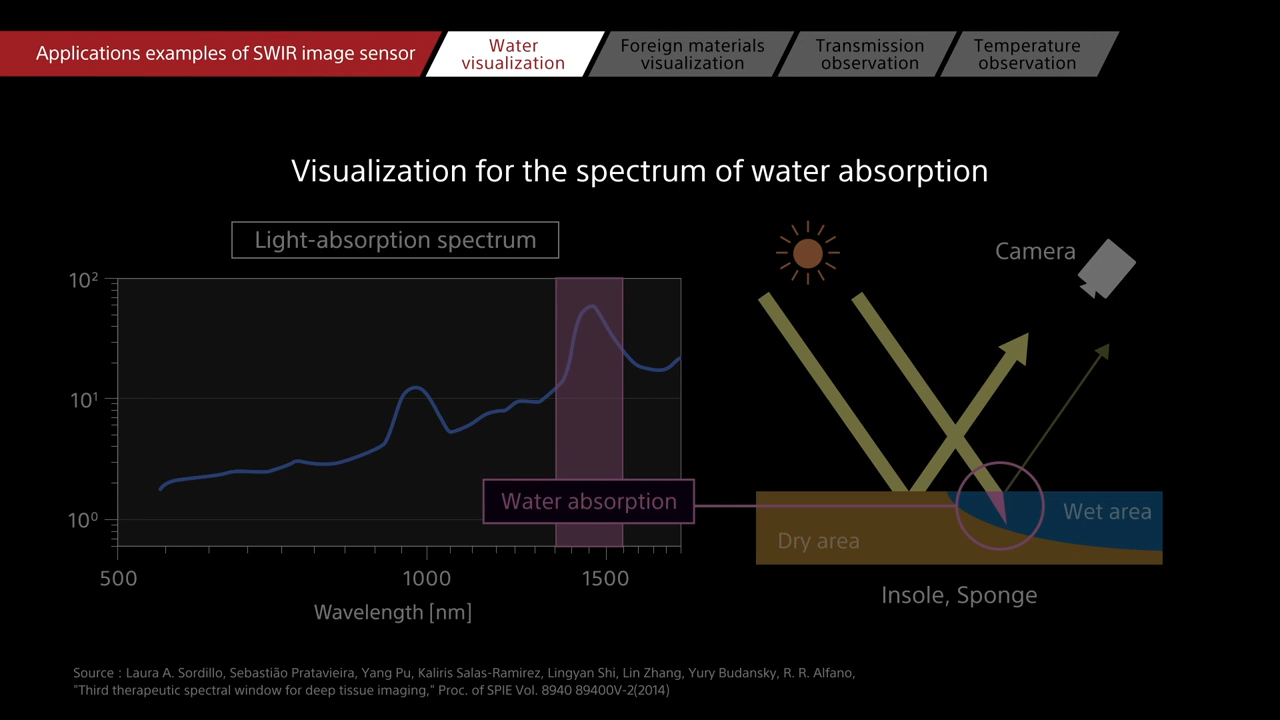 Applications examples of SWIR image sensor
Water
visualization
Foreign materials
visualization
Transmission
observation
Temperature
observation
Visualization for the spectrum of water absorption
Light-absorption spectrum
Camera
10²
10¹
10⁰
Water absorption
Wet area
Dry area
500
1000
1500
Wavelength [nm]
Insole, Sponge
Source : Laura A. Sordillo, Sebastião Pratavieira, Yang Pu, Kaliris Salas-Ramirez, Lingyan Shi, Lin Zhang, Yury Budansky, R. R. Alfano,
"Third therapeutic spectral window for deep tissue imaging," Proc. of SPIE Vol. 8940 89400V-2(2014)